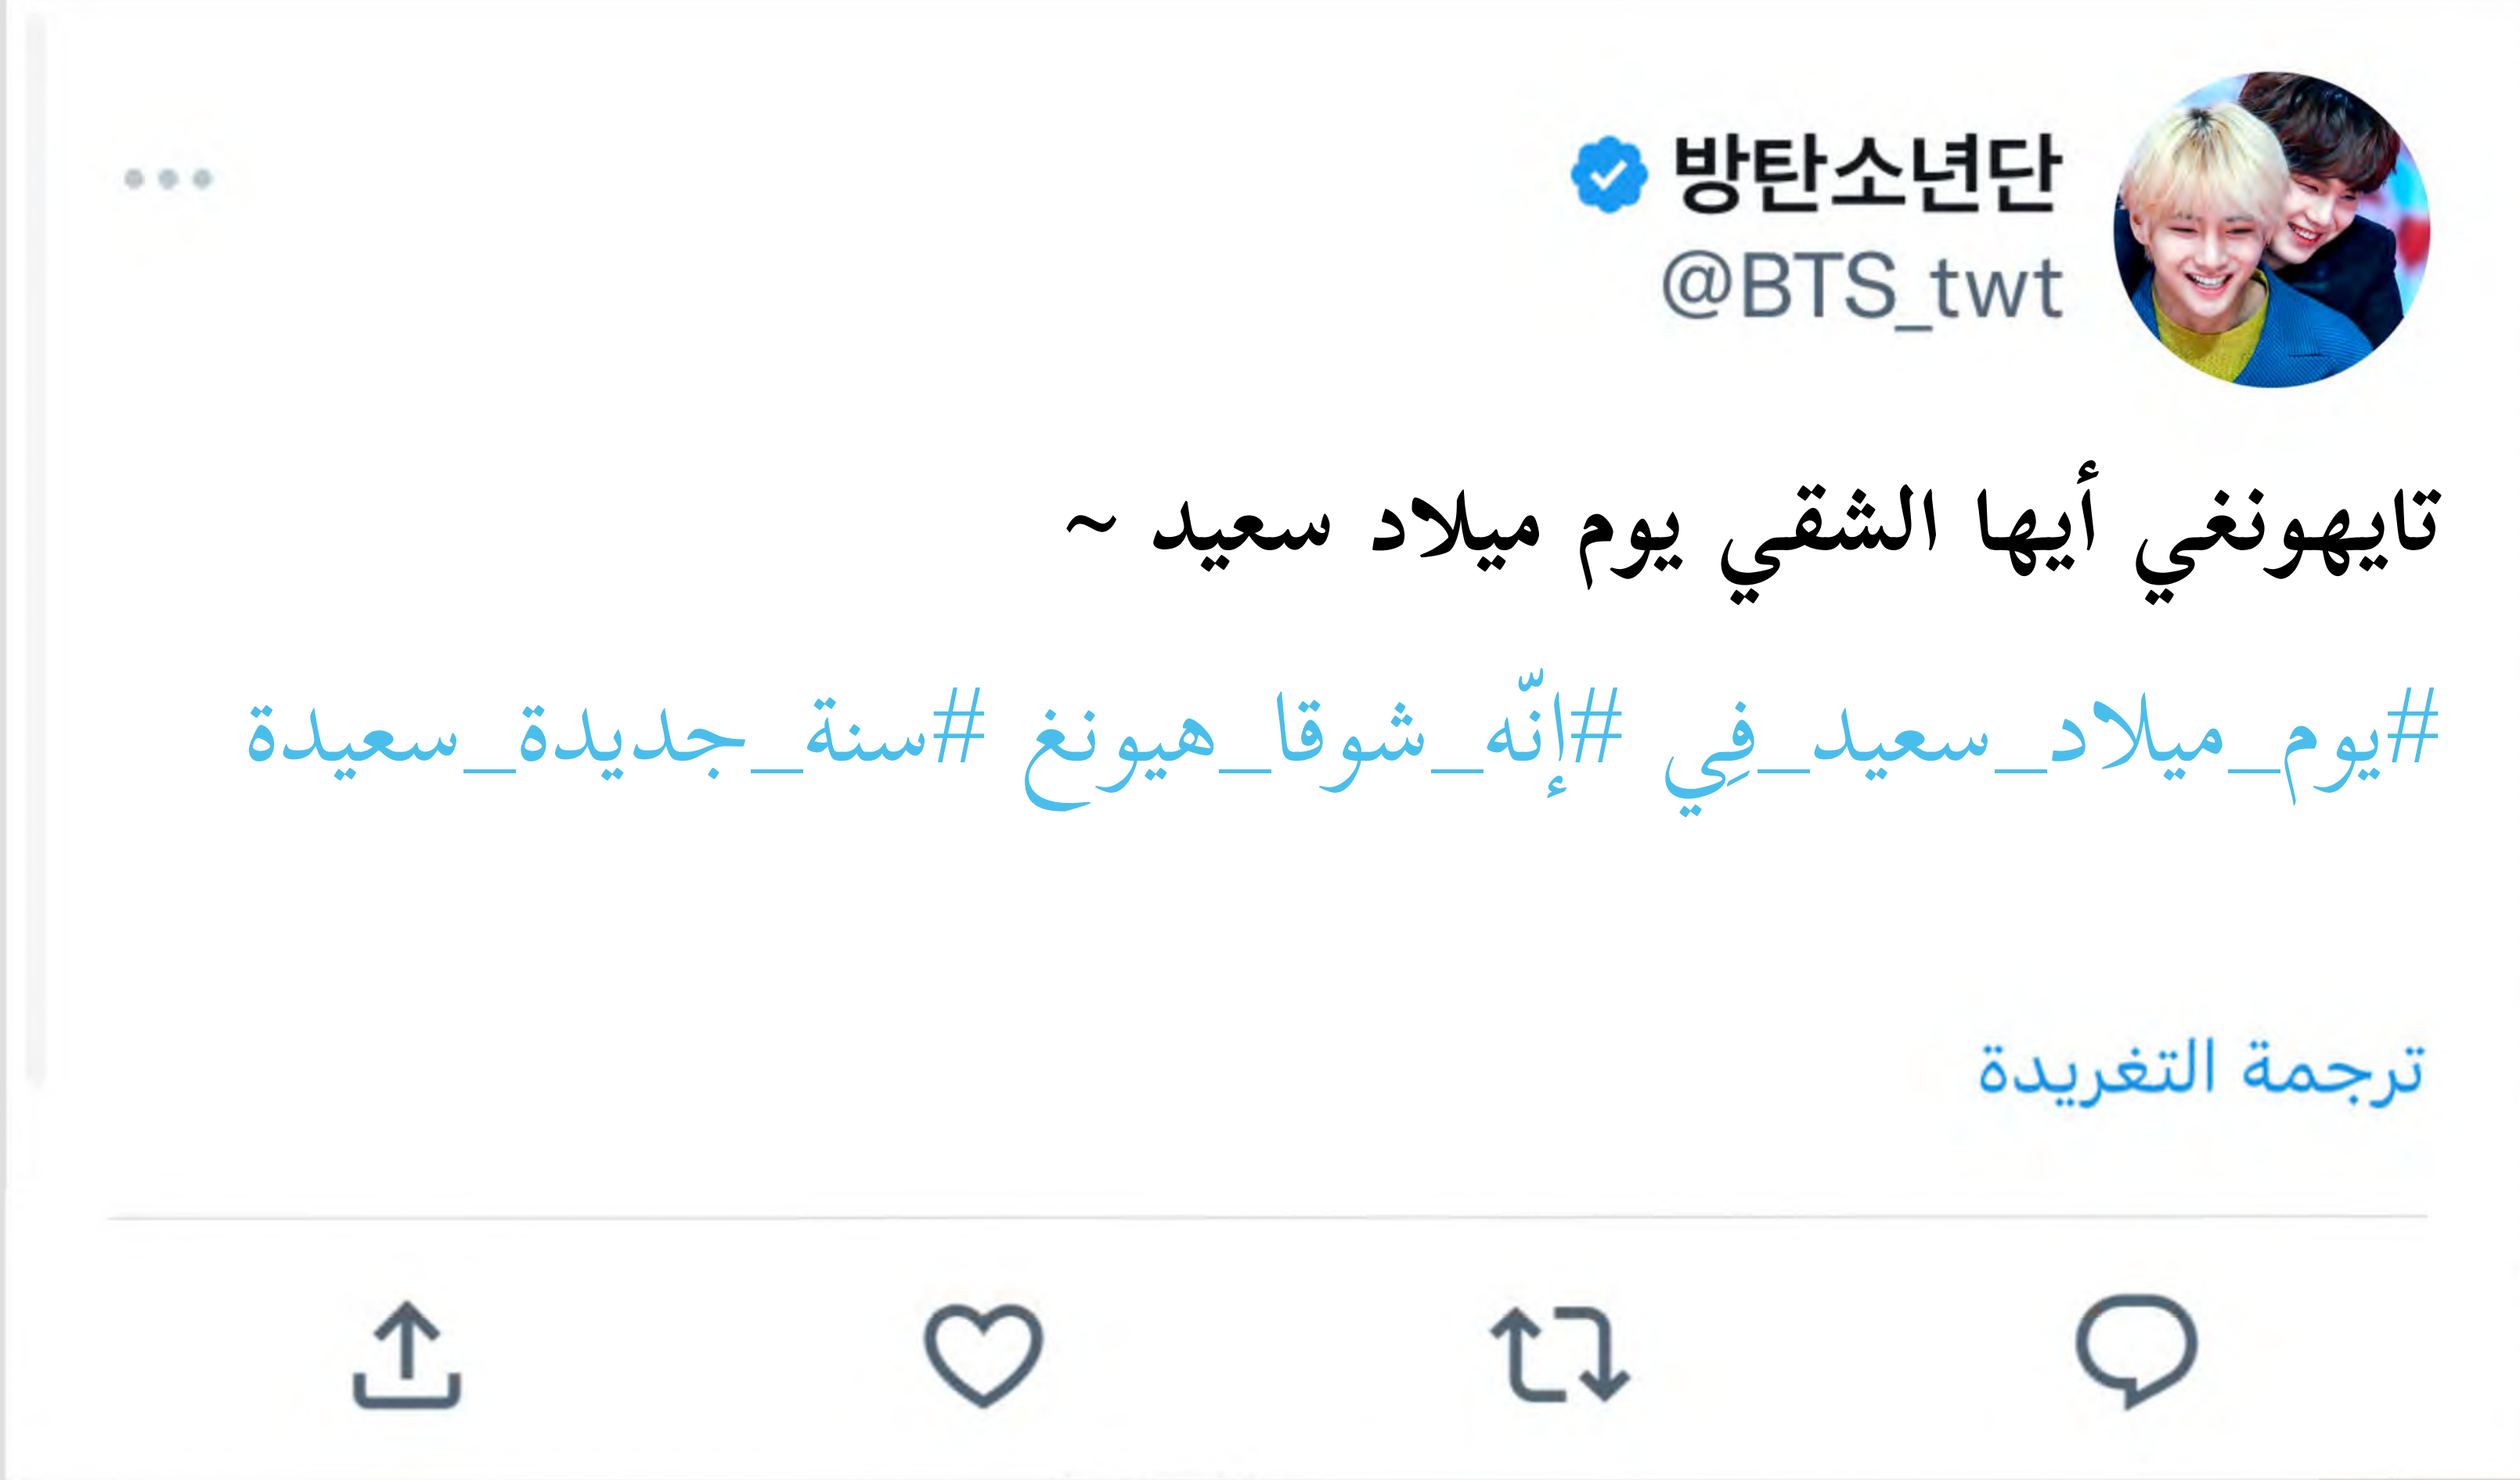 방탄소년단
@BTS_twt
تايهونغي أيها الشقي يوم ميلاد سعيد ~
#يوم_ميلاد_سعيد_فِي #إنّه_شوقا_هيونغ #سنة_جديدة_سعيدة
ترجمة التغريدة